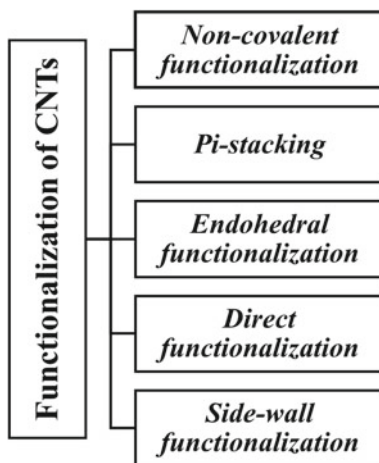 Functionalization of CNTs
Non-covalent
functionalization
Pi-stacking
Endohedral
functionalization
Direct
functionalization
Side-wall
functionalization